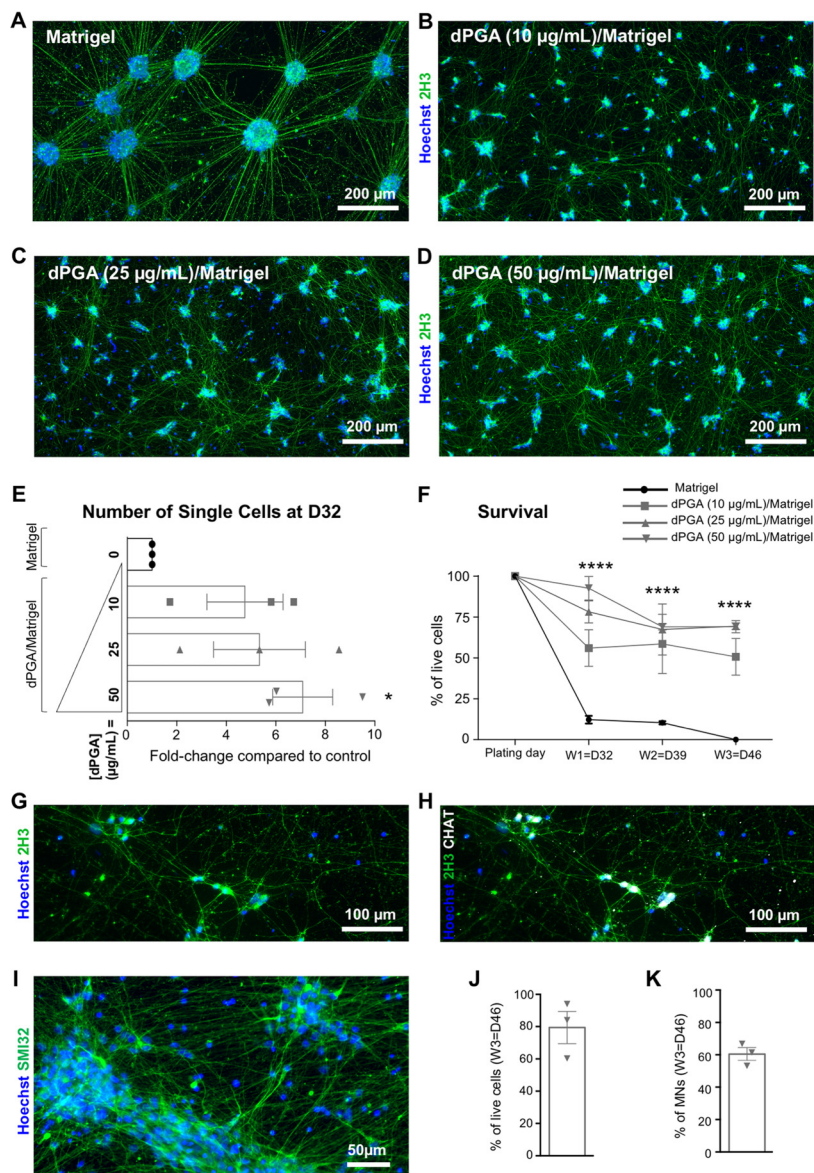 A
Matrigel
200 µm
B
dPGA (10 µg/mL)/Matrigel
Hoechst 2H3
200 µm
C
dPGA (25 µg/mL)/Matrigel
200 µm
D
dPGA (50 µg/mL)/Matrigel
Hoechst 2H3
200 µm
E
Number of Single Cells at D32
Matrigel
dPGA/Matrigel
0
10
25
50
*
[dPGA]
(µg/mL) =
0 2 4 6 8 10
Fold-change compared to control
F
Survival
Matrigel
dPGA (10 µg/mL)/Matrigel
dPGA (25 µg/mL)/Matrigel
dPGA (50 µg/mL)/Matrigel
% of live cells
100
75
50
25
0
**** **** ****
Plating day W1=D32 W2=D39 W3=D46
G
Hoechst 2H3
100 µm
H
Hoechst 2H3 CHAT
100 µm
I
Hoechst SMI32
50µm
J
% of live cells (W3=D46)
100
80
60
40
20
0
K
% of MNs (W3=D46)
100
80
60
40
20
0